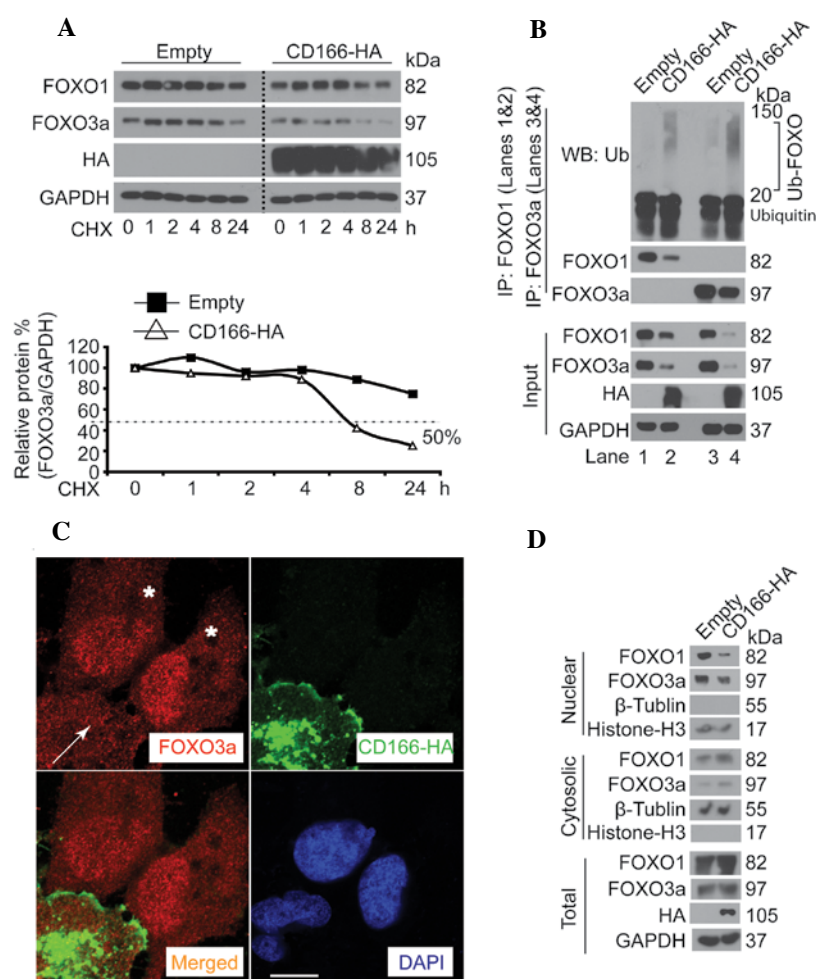 A
Empty CD166-HA kDa
FOXO1 82
FOXO3a 97
HA 105
GAPDH 37
CHX 0 1 2 4 8 24 0 1 2 4 8 24 h
Empty
CD166-HA
Relative protein %
(FOXO3a/GAPDH)
120
100
80
60
40
20
0
50%
CHX 0 1 2 4 8 24 h
B
Empty CD166-HA Empty CD166-HA
kDa
IP: FOXO1 (Lanes 1&2)
IP: FOXO3a (Lanes 3&4)
WB: Ub
150
20
Ub-FOXO
Ubiquitin
FOXO1 82
FOXO3a 97
Input
FOXO1 82
FOXO3a 97
HA 105
GAPDH 37
Lane 1 2 3 4
C
* *
FOXO3a CD166-HA
Merged DAPI
D
Empty CD166-HA
kDa
Nuclear
FOXO1 82
FOXO3a 97
β-Tublin 55
Histone-H3 17
Cytosolic
FOXO1 82
FOXO3a 97
β-Tublin 55
Histone-H3 17
Total
FOXO1 82
FOXO3a 97
HA 105
GAPDH 37